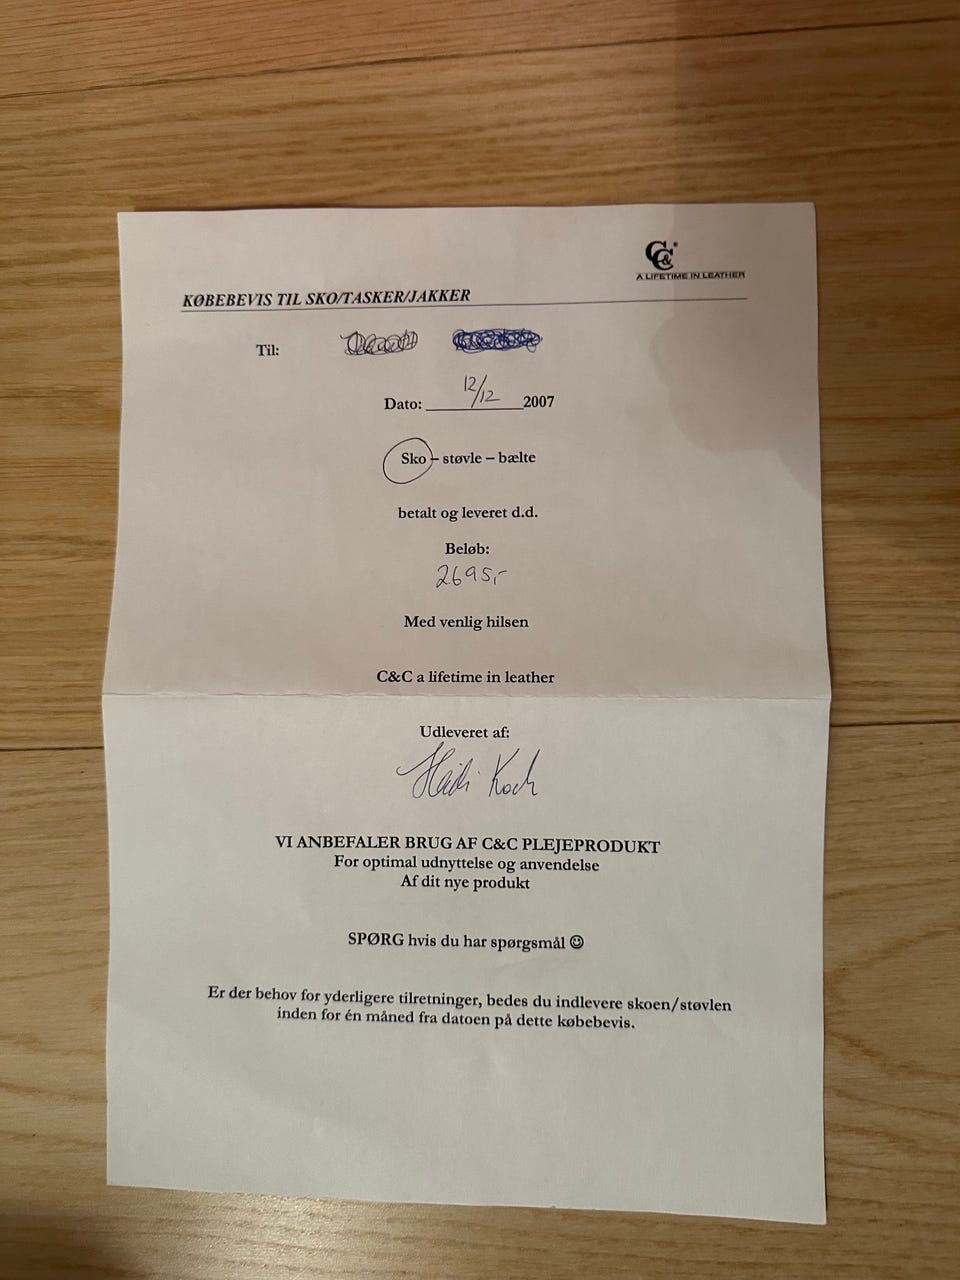 C&C®
A LIFETIME IN LEATHER
KØBEBEVIS TIL SKO/TASKER/JAKKER
Til:
Dato: 12/12 2007
Sko – støvle – bælte
betalt og leveret d.d.
Beløb:
2695,-
Med venlig hilsen
C&C a lifetime in leather
Udleveret af:
Heidi Koch
VI ANBEFALER BRUG AF C&C PLEJEPRODUKT
For optimal udnyttelse og anvendelse
Af dit nye produkt
SPØRG hvis du har spørgsmål ☺
Er der behov for yderligere tilretninger, bedes du indlevere skoen/støvlen
inden for én måned fra datoen på dette købebevis.